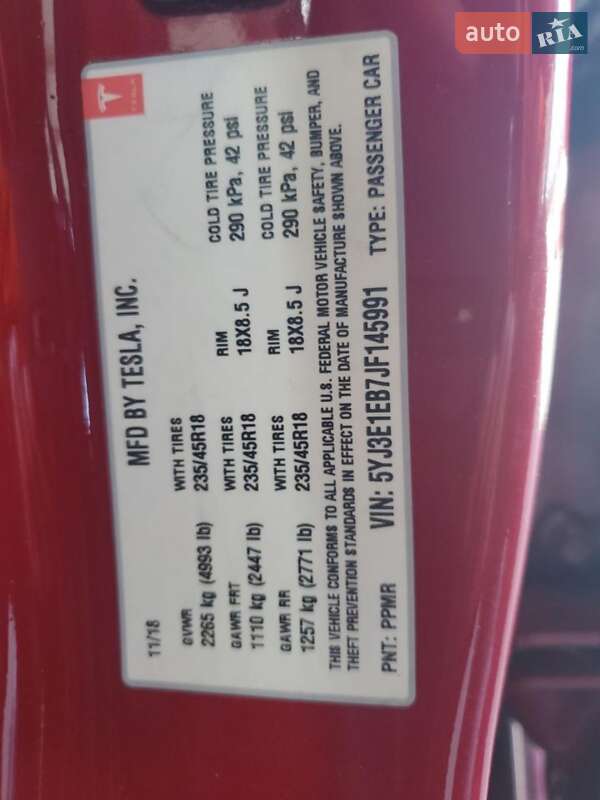 auto RIA.com
TESLA
MFD BY TESLA, INC.
11/18
GVWR WITH TIRES RIM COLD TIRE PRESSURE
2265 kg (4993 lb) 235/45R18 18X8.5 J 290 kPa, 42 psi
GAWR FRT WITH TIRES RIM COLD TIRE PRESSURE
1110 kg (2447 lb) 235/45R18 18X8.5 J 290 kPa, 42 psi
GAWR RR WITH TIRES
1257 kg (2771 lb) 235/45R18
THIS VEHICLE CONFORMS TO ALL APPLICABLE U.S. FEDERAL MOTOR VEHICLE SAFETY, BUMPER, AND
THEFT PREVENTION STANDARDS IN EFFECT ON THE DATE OF MANUFACTURE SHOWN ABOVE.
PNT: PPMR VIN: 5YJ3E1EB7JF145991 TYPE: PASSENGER CAR